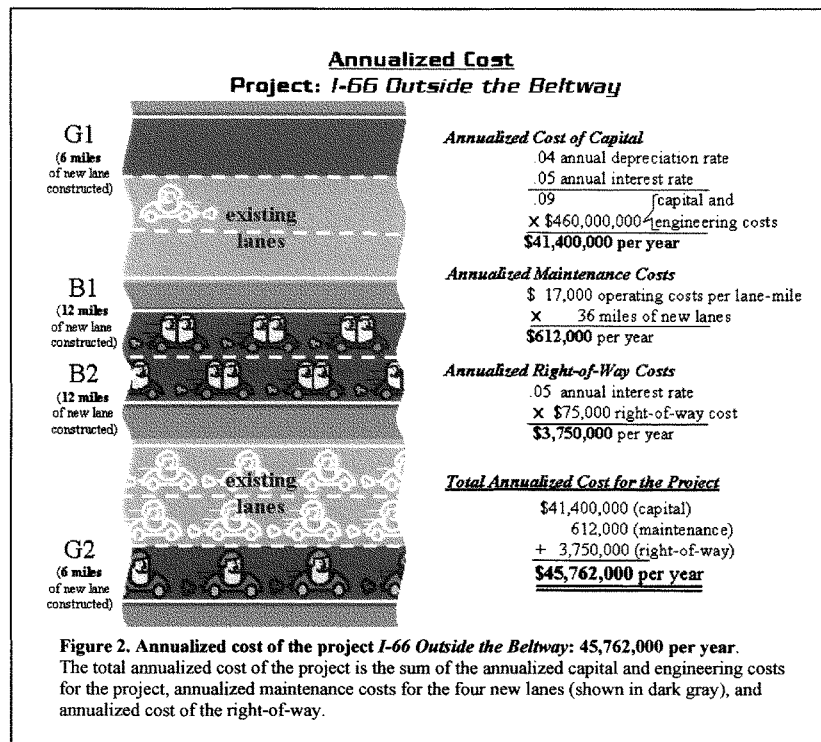 Annualized Cost
Project: I-66 Outside the Beltway
G1
(6 miles
of new lane
constructed)
existing
lanes
B1
(12 miles
of new lane
constructed)
B2
(12 miles
of new lane
constructed)
existing
lanes
G2
(6 miles
of new lane
constructed)
Annualized Cost of Capital
.04 annual depreciation rate
.05 annual interest rate
.09 capital and
x $460,000,000 engineering costs
$41,400,000 per year
Annualized Maintenance Costs
$ 17,000 operating costs per lane-mile
x 36 miles of new lanes
$612,000 per year
Annualized Right-of-Way Costs
.05 annual interest rate
x $75,000 right-of-way cost
$3,750,000 per year
Total Annualized Cost for the Project
$41,400,000 (capital)
612,000 (maintenance)
+ 3,750,000 (right-of-way)
$45,762,000 per year
Figure 2. Annualized cost of the project I-66 Outside the Beltway: 45,762,000 per year.
The total annualized cost of the project is the sum of the annualized capital and engineering costs
for the project, annualized maintenance costs for the four new lanes (shown in dark gray), and
annualized cost of the right-of-way.